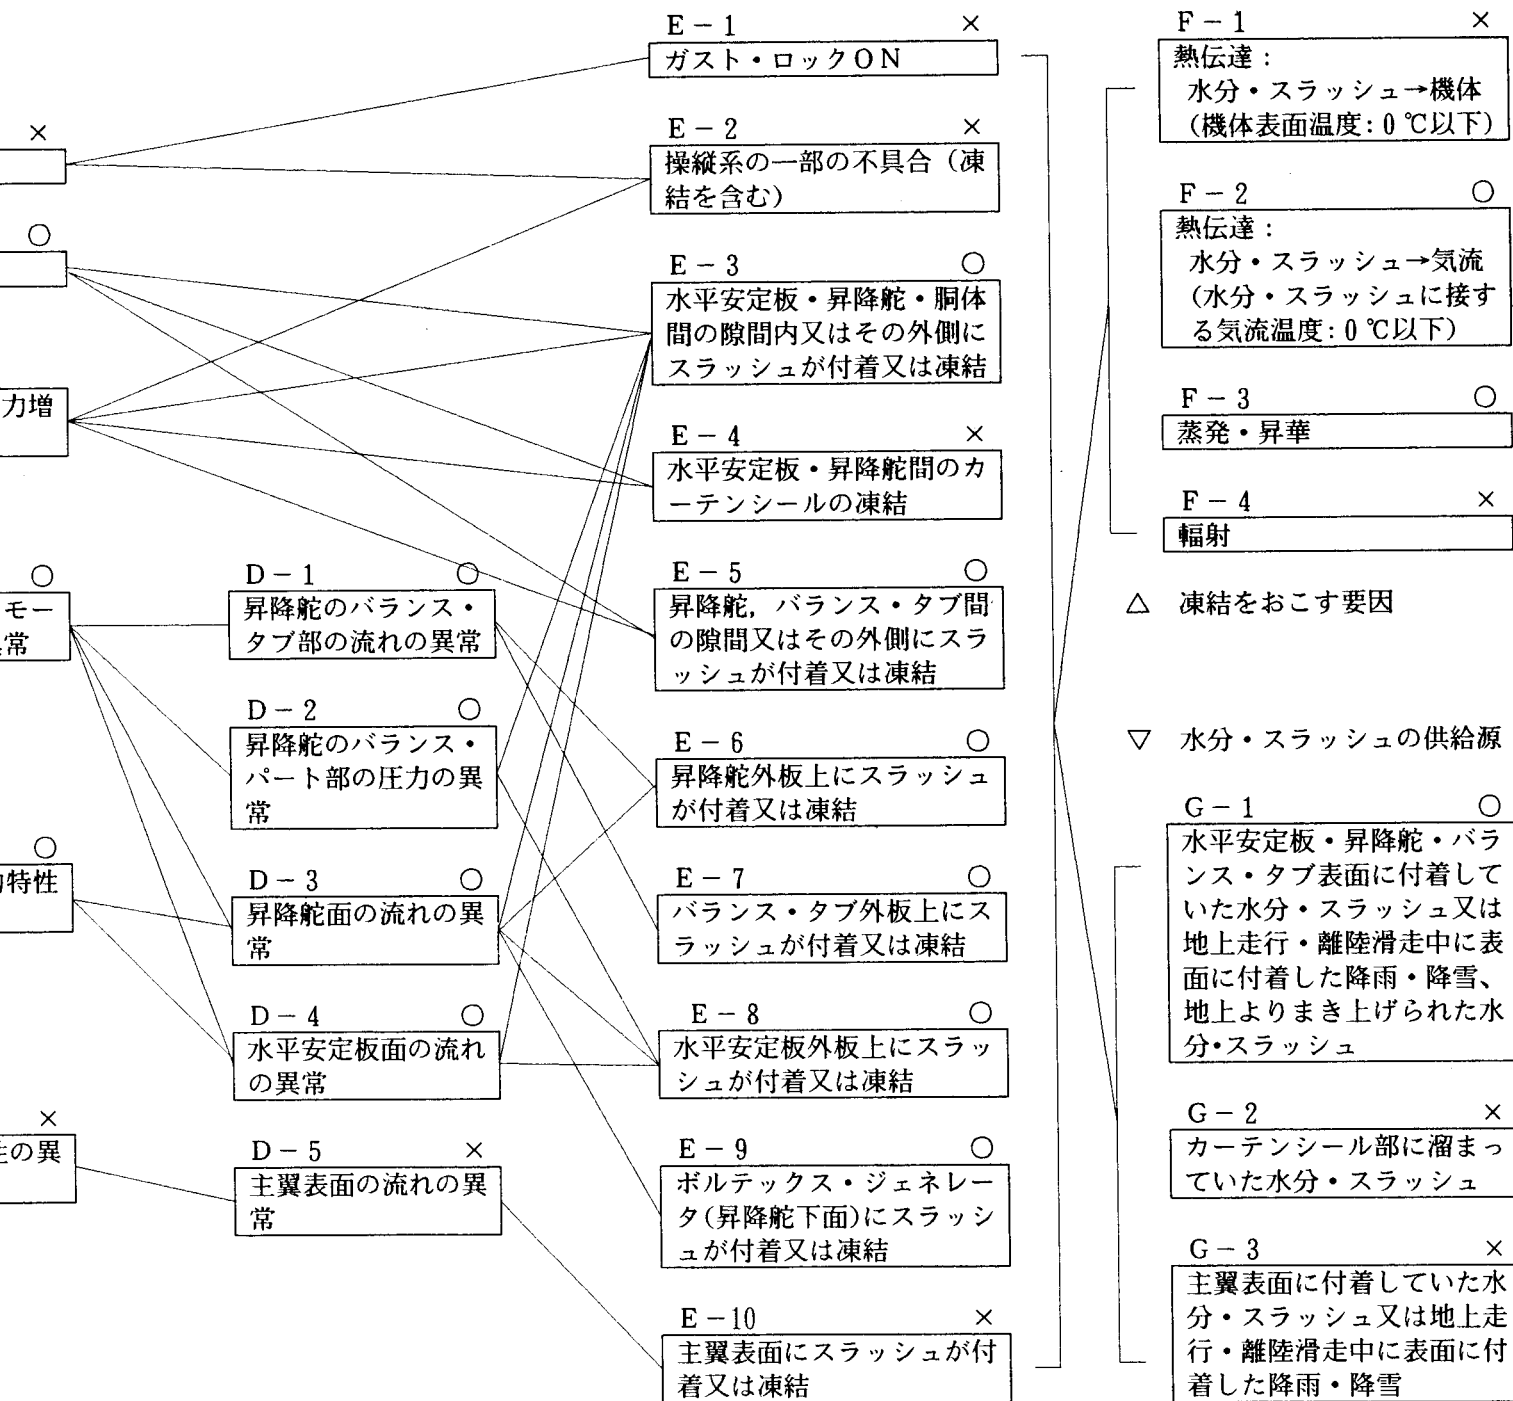 ×
○
力増
○
モー
常
○
特性
×
性の異
D－1 ○
昇降舵のバランス・
タブ部の流れの異常
D－2 ○
昇降舵のバランス・
パート部の圧力の異
常
D－3 ○
昇降舵面の流れの異
常
D－4 ○
水平安定板面の流れ
の異常
D－5 ×
主翼表面の流れの異
常
E－1 ×
ガスト・ロックON
E－2 ×
操縦系の一部の不具合（凍
結を含む）
E－3 ○
水平安定板・昇降舵・胴体
間の隙間内又はその外側に
スラッシュが付着又は凍結
E－4 ×
水平安定板・昇降舵間のカ
ーテンシールの凍結
E－5 ○
昇降舵，バランス・タブ間
の隙間又はその外側にスラ
ッシュが付着又は凍結
E－6 ○
昇降舵外板上にスラッシュ
が付着又は凍結
E－7 ○
バランス・タブ外板上にス
ラッシュが付着又は凍結
E－8 ○
水平安定板外板上にスラッ
シュが付着又は凍結
E－9 ○
ボルテックス・ジェネレー
タ(昇降舵下面)にスラッシ
ュが付着又は凍結
E－10 ×
主翼表面にスラッシュが付
着又は凍結
F－1 ×
熱伝達：
水分・スラッシュ→機体
（機体表面温度：0℃以下）
F－2 ○
熱伝達：
水分・スラッシュ→気流
（水分・スラッシュに接す
る気流温度：0℃以下）
F－3 ○
蒸発・昇華
F－4 ×
輻射
△ 凍結をおこす要因
▽ 水分・スラッシュの供給源
G－1 ○
水平安定板・昇降舵・バラ
ンス・タブ表面に付着して
いた水分・スラッシュ又は
地上走行・離陸滑走中に表
面に付着した降雨・降雪、
地上よりまき上げられた水
分・スラッシュ
G－2 ×
カーテンシール部に溜まっ
ていた水分・スラッシュ
G－3 ×
主翼表面に付着していた水
分・スラッシュ又は地上走
行・離陸滑走中に表面に付
着した降雨・降雪